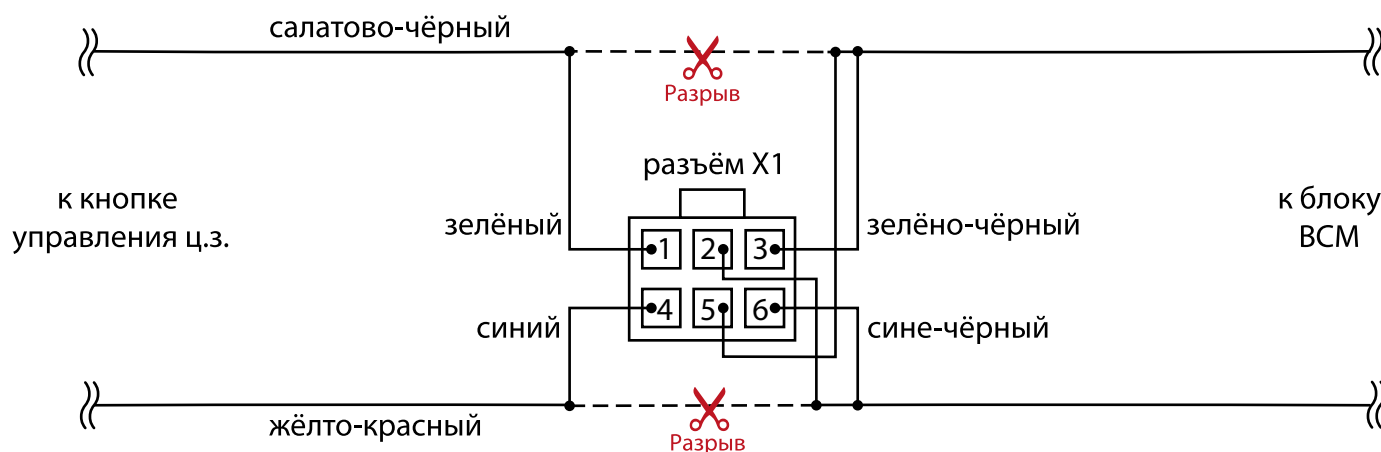 салатово-чёрный
Разрыв
разъём X1
к кнопке
управления ц.з.
зелёный
1 2 3
зелёно-чёрный
к блоку
BCM
синий
4 5 6
сине-чёрный
жёлто-красный
Разрыв